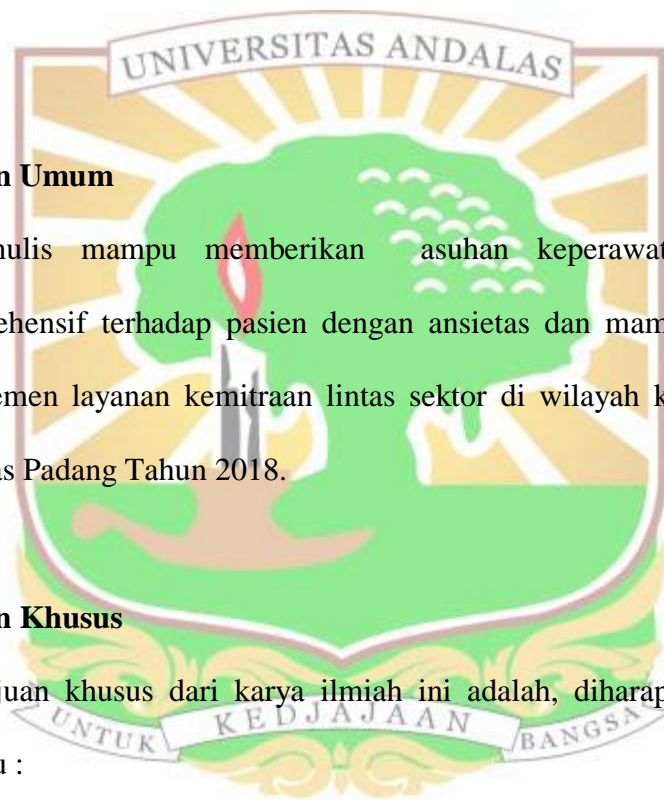 UNIVERSITAS ANDALAS
n Umum
nulis mampu memberikan asuhan keperawat
ehensif terhadap pasien dengan ansietas dan mam
emen layanan kemitraan lintas sektor di wilayah k
as Padang Tahun 2018.
n Khusus
juan khusus dari karya ilmiah ini adalah, diharap
u :
UNTUK KEDJAJAAN BANGSA